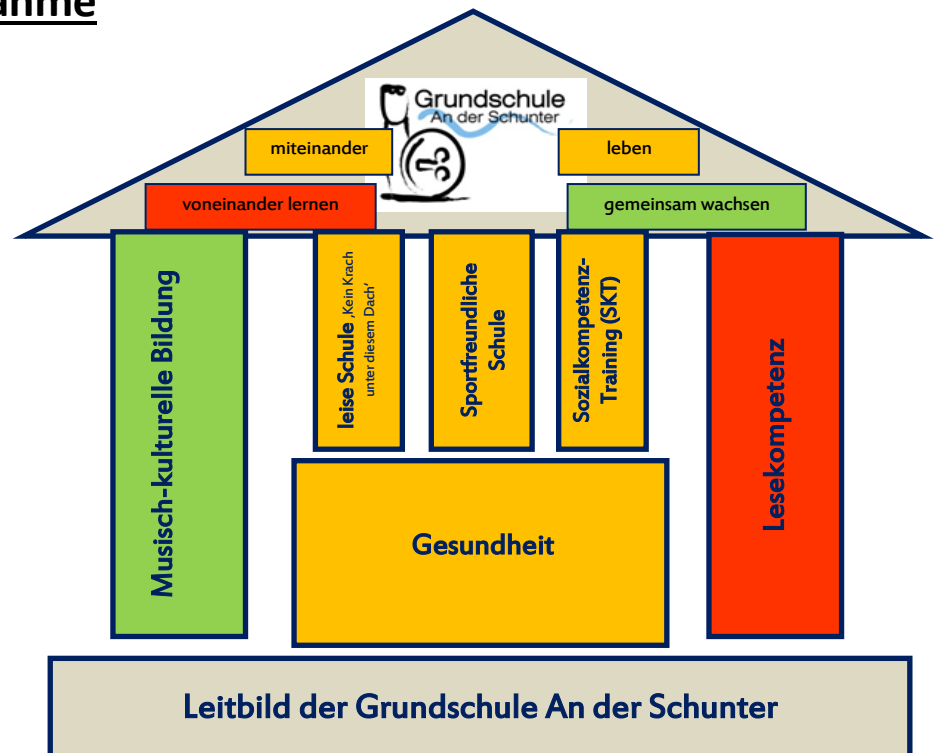 Grundschule
An der Schunter
miteinander
leben
voneinander lernen
gemeinsam wachsen
Musisch-kulturelle Bildung
leise Schule ‚Kein Krach
unter diesem Dach‘
Sportfreundliche
Schule
Sozialkompetenz-
Training (SKT)
Lesekompetenz
Gesundheit
Leitbild der Grundschule An der Schunter